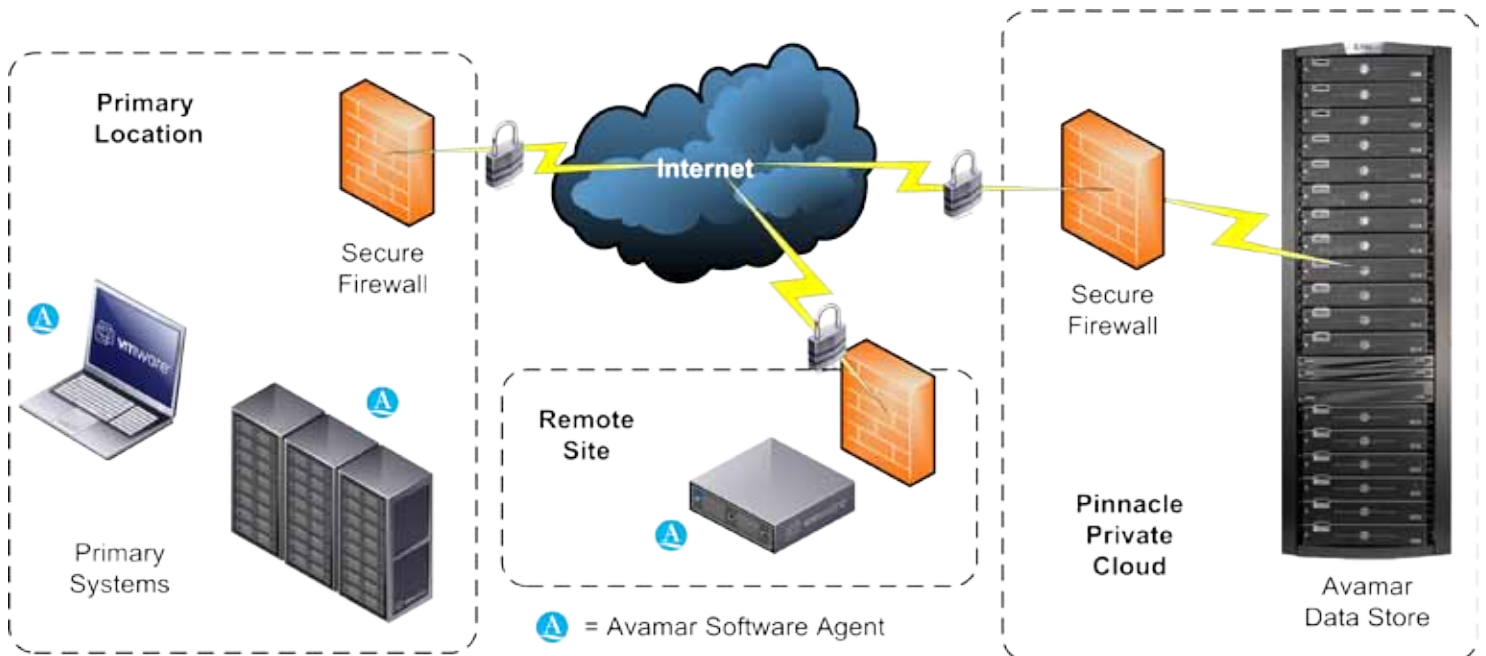 Primary
Location
Secure
Firewall
vmware
Primary
Systems
Internet
Remote
Site
A
A
A
A = Avamar Software Agent
Secure
Firewall
Pinnacle
Private
Cloud
Avamar
Data Store